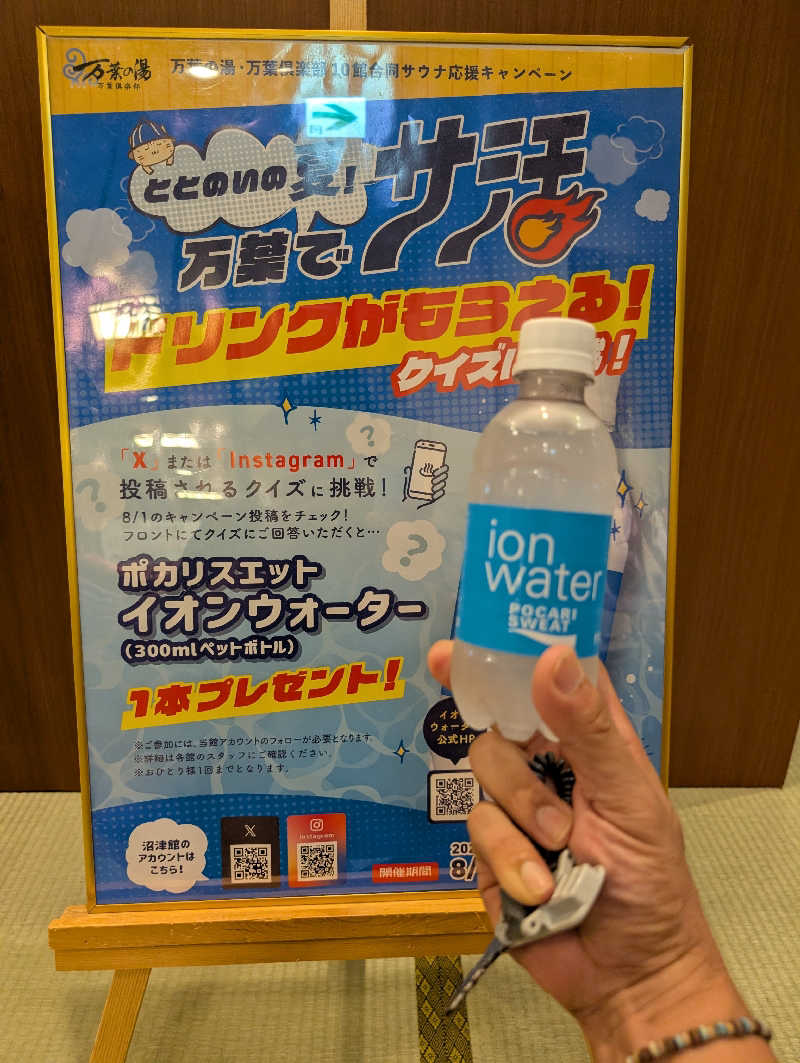 万葉の湯
万葉倶楽部
万葉の湯・万葉倶楽部10館合同サウナ応援キャンペーン
ととのいの夏!
万葉でサ活
ドリンクがもらえる!
クイズに
!
「X」または「Instagram」で
投稿されるクイズに挑戦!
8/1のキャンペーン投稿をチェック!
フロントにてクイズにご回答いただくと…
ポカリスエット
イオンウォーター
(300mlペットボトル)
1本プレゼント!
※ご参加には、当館アカウントのフォローが必要となります。
※詳細は各館のスタッフにご確認ください。
※おひとり様1回までとなります。
公式HP
沼津館の
アカウントは
こちら!
X
Instagram
開催期間
8/
ion
water
POCARI
SWEAT